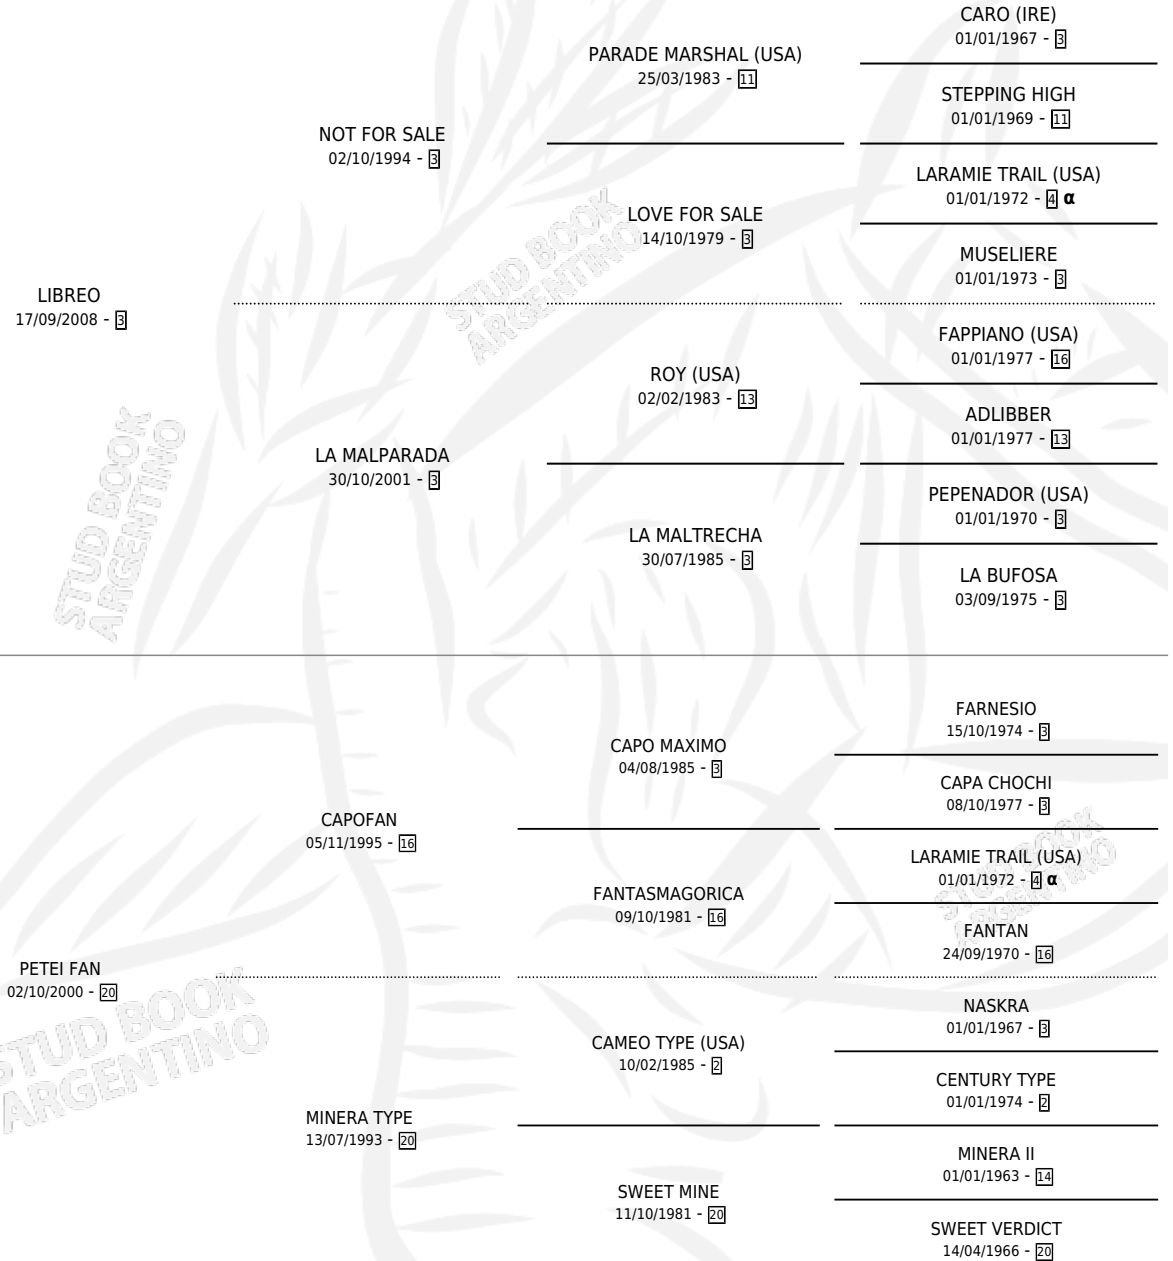 CARO (IRE)
01/01/1967 - 3
PARADE MARSHAL (USA)
25/03/1983 - 11
STEPPING HIGH
01/01/1969 - 11
NOT FOR SALE
02/10/1994 - 3
LARAMIE TRAIL (USA)
01/01/1972 - 4 α
LOVE FOR SALE
14/10/1979 - 3
STUD BOOK
ARGENTINO
MUSELIERE
01/01/1973 - 3
LIBREO
17/09/2008 - 3
FAPPIANO (USA)
01/01/1977 - 16
ROY (USA)
02/02/1983 - 13
ADLIBBER
01/01/1977 - 13
LA MALPARADA
30/10/2001 - 3
STUD BOOK
ARGENTINO
PEPENADOR (USA)
01/01/1970 - 3
LA MALTRECHA
30/07/1985 - 3
LA BUFOSA
03/09/1975 - 3
FARNESIO
15/10/1974 - 3
CAPO MAXIMO
04/08/1985 - 3
CAPA CHOCHI
08/10/1977 - 3
CAPOFAN
05/11/1995 - 16
LARAMIE TRAIL (USA)
01/01/1972 - 4 α
STUD BOOK
ARGENTINO
FANTASMAGORICA
09/10/1981 - 16
FANTAN
24/09/1970 - 16
PETEI FAN
02/10/2000 - 20
STUD BOOK
ARGENTINO
NASKRA
01/01/1967 - 3
CAMEO TYPE (USA)
10/02/1985 - 2
CENTURY TYPE
01/01/1974 - 2
MINERA TYPE
13/07/1993 - 20
MINERA II
01/01/1963 - 14
SWEET MINE
11/10/1981 - 20
SWEET VERDICT
14/04/1966 - 20